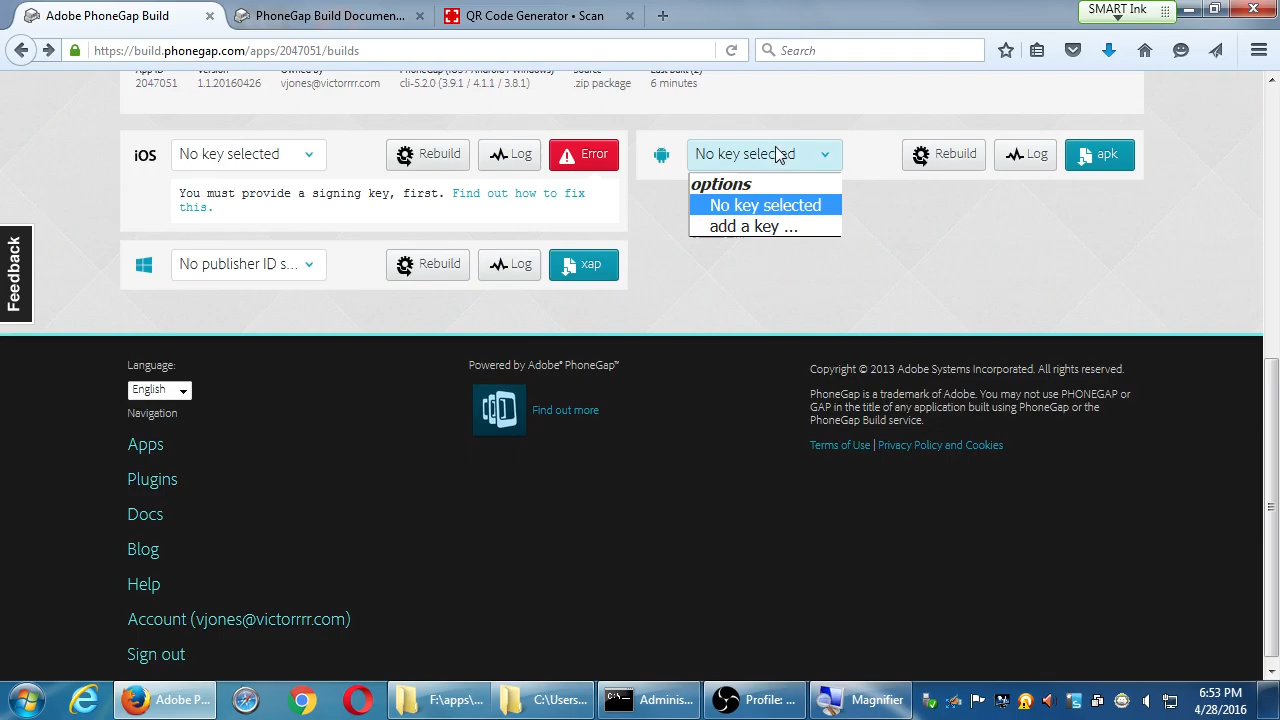 Adobe PhoneGap Build
PhoneGap Build Documen...
QR Code Generator - Scan
SMART Ink
https://build.phonegap.com/apps/2047051/builds
Search
2047051
1.1.20160426
vjones@victorrrr.com
cli-5.2.0 (3.9.1 / 4.1.1 / 3.8.1)
.zip package
6 minutes
iOS
No key selected
Rebuild
Log
Error
No key selected
Rebuild
Log
apk
You must provide a signing key, first. Find out how to fix
this.
options
No key selected
add a key ...
No publisher ID s...
Rebuild
Log
xap
Feedback
Language:
English
Navigation
Apps
Plugins
Docs
Blog
Help
Account (vjones@victorrrr.com)
Sign out
Powered by Adobe® PhoneGap™
Find out more
Copyright © 2013 Adobe Systems Incorporated. All rights reserved.
PhoneGap is a trademark of Adobe. You may not use PHONEGAP or
GAP in the title of any application built using PhoneGap or the
PhoneGap Build service.
Terms of Use | Privacy Policy and Cookies
Adobe P...
F:\apps\...
C:\Users...
Adminis...
Profile: ...
Magnifier
6:53 PM
4/28/2016